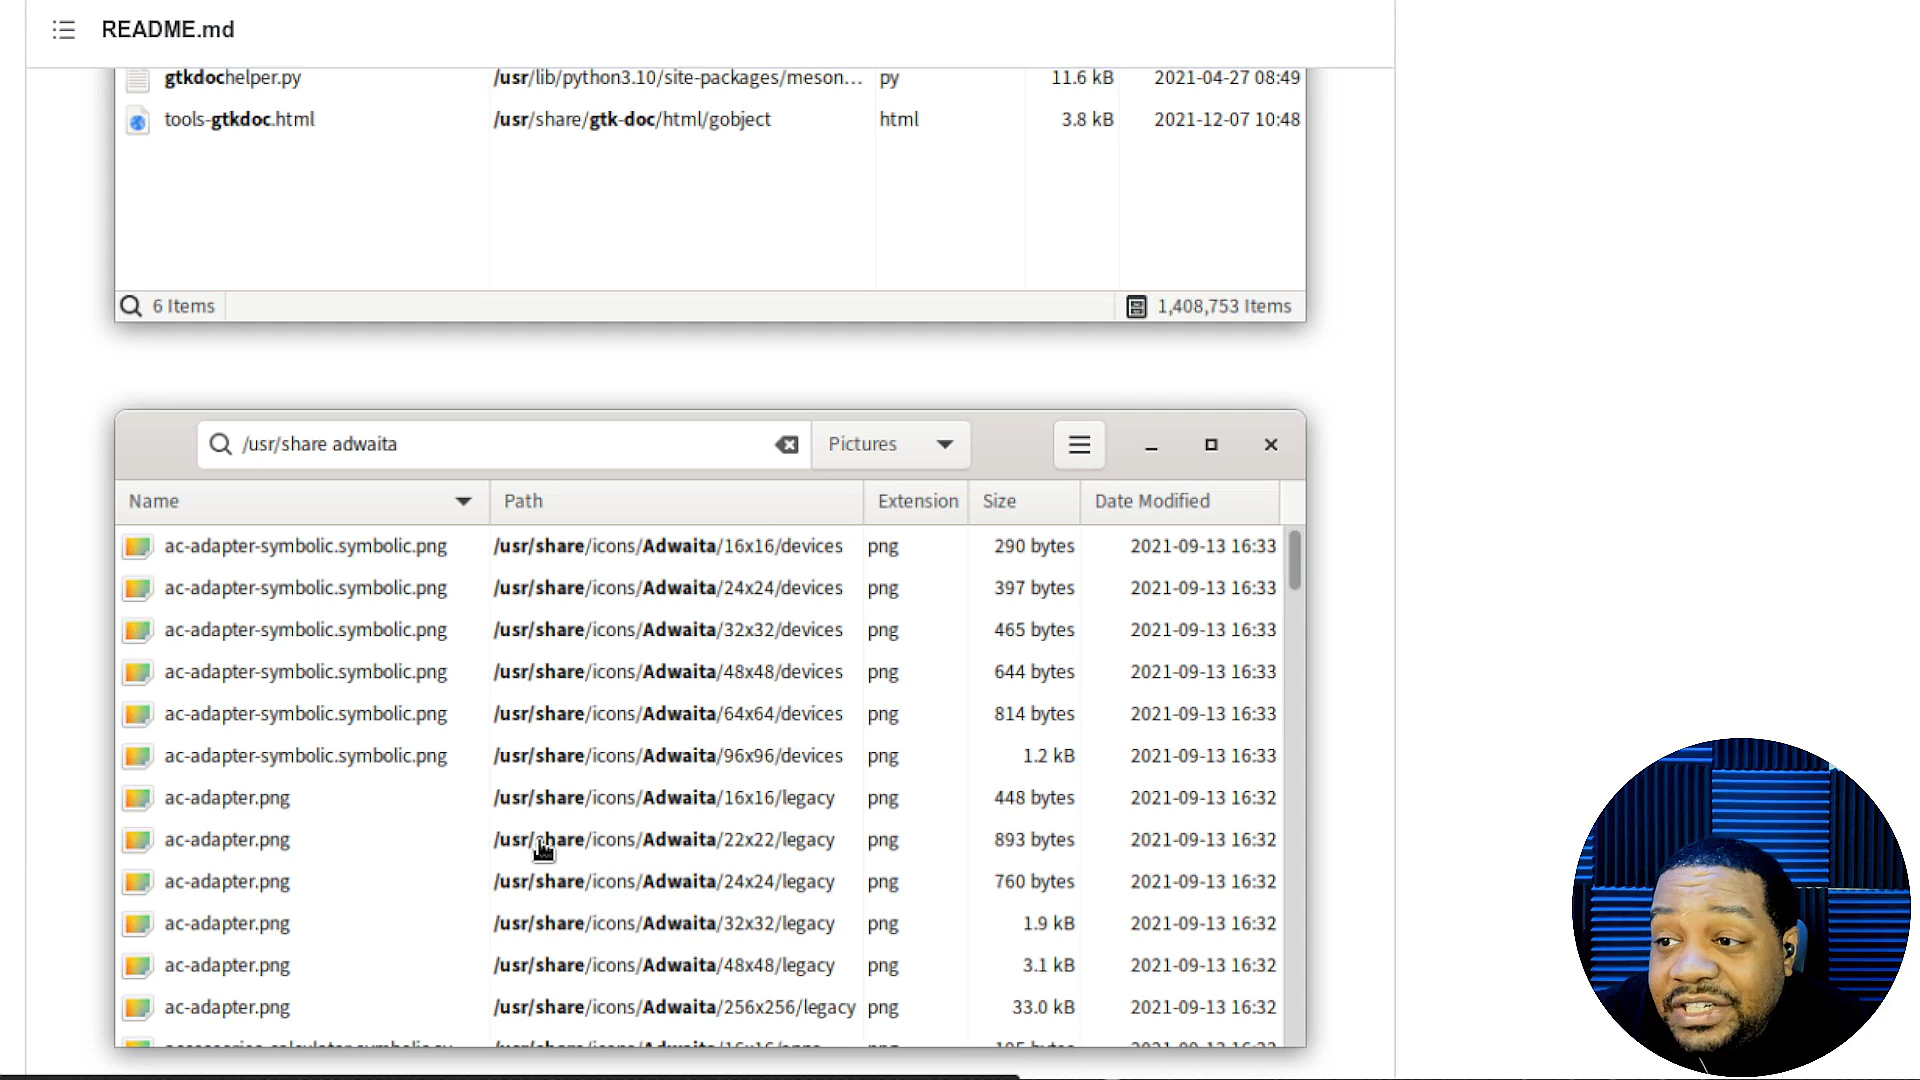 README.md
gtkdochelper.py /usr/lib/python3.10/site-packages/meson... py 11.6 kB 2021-04-27 08:49
tools-gtkdoc.html /usr/share/gtk-doc/html/gobject html 3.8 kB 2021-12-07 10:48
6 Items 1,408,753 Items
/usr/share adwaita Pictures
Name Path Extension Size Date Modified
ac-adapter-symbolic.symbolic.png /usr/share/icons/Adwaita/16x16/devices png 290 bytes 2021-09-13 16:33
ac-adapter-symbolic.symbolic.png /usr/share/icons/Adwaita/24x24/devices png 397 bytes 2021-09-13 16:33
ac-adapter-symbolic.symbolic.png /usr/share/icons/Adwaita/32x32/devices png 465 bytes 2021-09-13 16:33
ac-adapter-symbolic.symbolic.png /usr/share/icons/Adwaita/48x48/devices png 644 bytes 2021-09-13 16:33
ac-adapter-symbolic.symbolic.png /usr/share/icons/Adwaita/64x64/devices png 814 bytes 2021-09-13 16:33
ac-adapter-symbolic.symbolic.png /usr/share/icons/Adwaita/96x96/devices png 1.2 kB 2021-09-13 16:33
ac-adapter.png /usr/share/icons/Adwaita/16x16/legacy png 448 bytes 2021-09-13 16:32
ac-adapter.png /usr/share/icons/Adwaita/22x22/legacy png 893 bytes 2021-09-13 16:32
ac-adapter.png /usr/share/icons/Adwaita/24x24/legacy png 760 bytes 2021-09-13 16:32
ac-adapter.png /usr/share/icons/Adwaita/32x32/legacy png 1.9 kB 2021-09-13 16:32
ac-adapter.png /usr/share/icons/Adwaita/48x48/legacy png 3.1 kB 2021-09-13 16:32
ac-adapter.png /usr/share/icons/Adwaita/256x256/legacy png 33.0 kB 2021-09-13 16:32